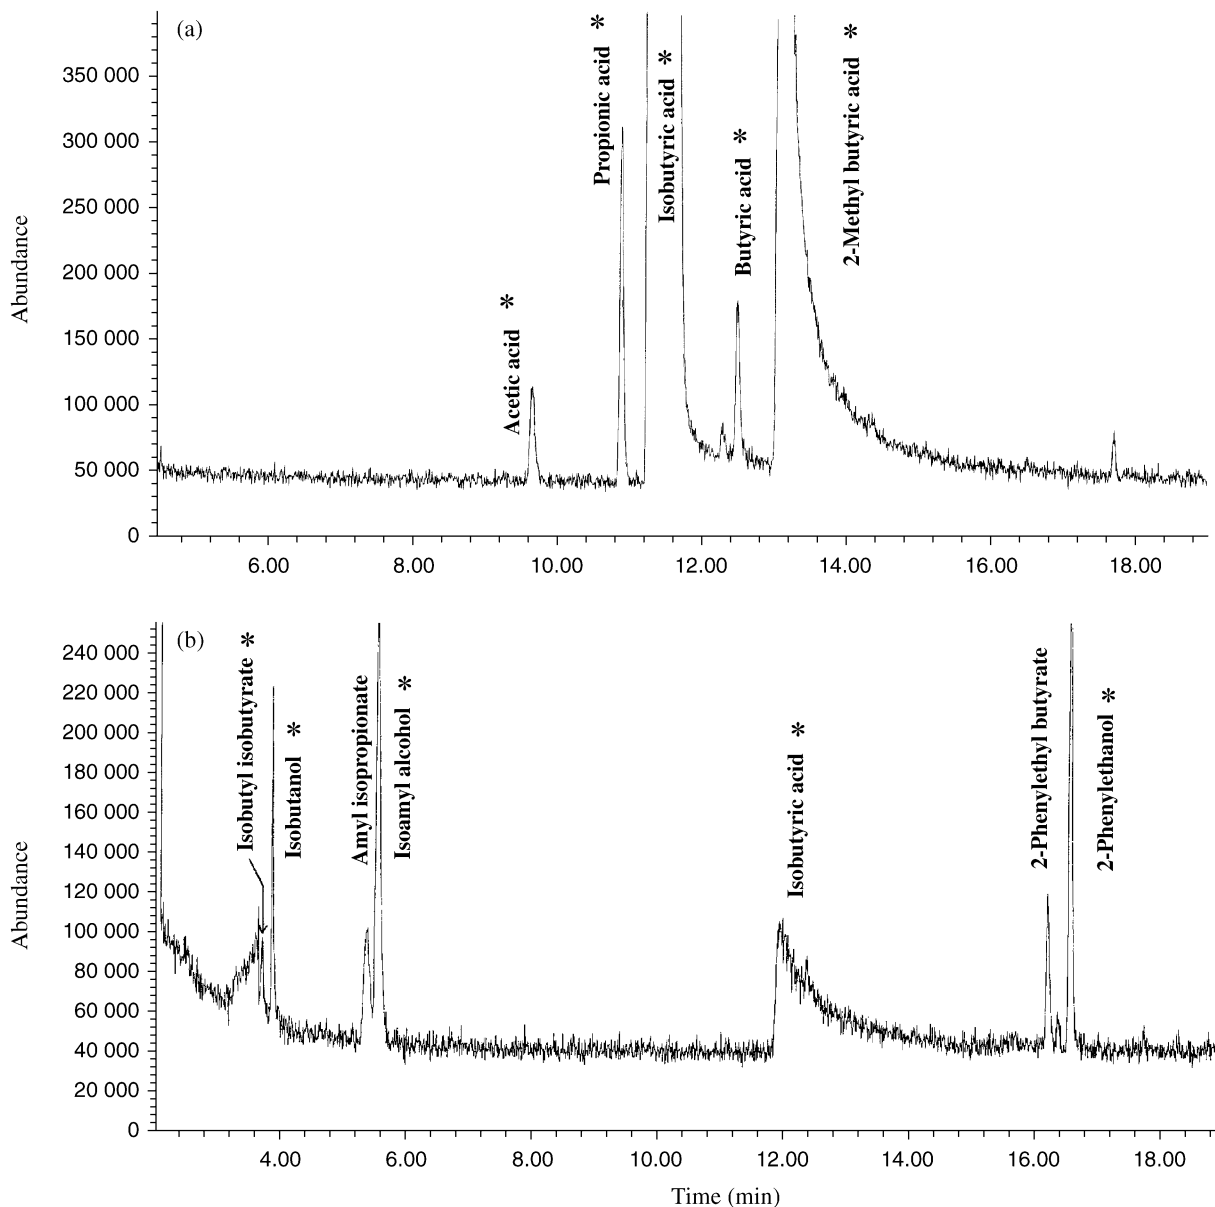 (a)
Abundance
350 000
300 000
250 000
200 000
150 000
100 000
50 000
0
Acetic acid *
Propionic acid *
Isobutyric acid *
Butyric acid *
2-Methyl butyric acid *
6.00 8.00 10.00 12.00 14.00 16.00 18.00
(b)
Abundance
240 000
220 000
200 000
180 000
160 000
140 000
120 000
100 000
80 000
60 000
40 000
20 000
0
Isobutyl isobutyrate *
Isobutanol *
Amyl isopropionate
Isoamyl alcohol *
Isobutyric acid *
2-Phenylethyl butyrate
2-Phenylethanol *
4.00 6.00 8.00 10.00 12.00 14.00 16.00 18.00
Time (min)